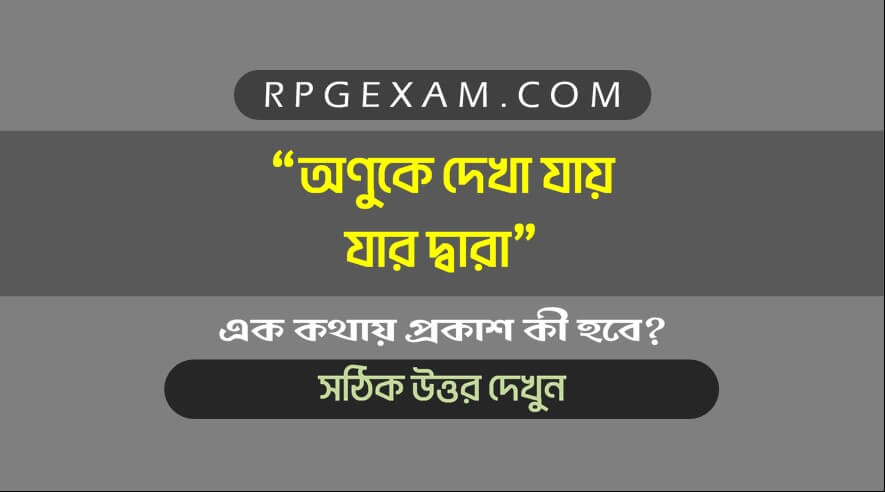 RPGEXAM.COM
“অণুকে দেখা যায়
যার দ্বারা”
এক কথায় প্রকাশ কী হবে?
সঠিক উত্তর দেখুন